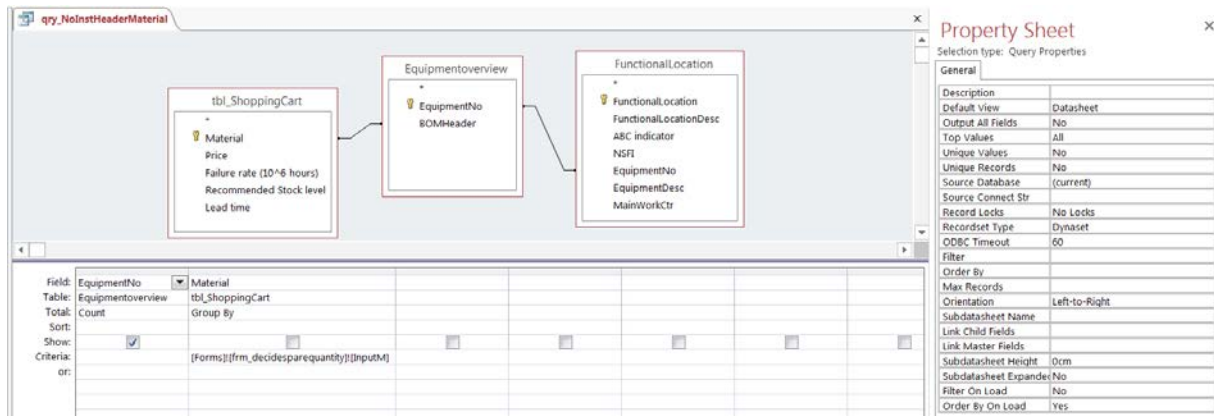 qry_NoInstHeaderMaterial
tbl_ShoppingCart
*
Material
Price
Failure rate (10^6 hours)
Recommended Stock level
Lead time
Equipmentoverview
*
EquipmentNo
BOMHeader
FunctionalLocation
*
FunctionalLocation
FunctionalLocationDesc
ABC indicator
NSFI
EquipmentNo
EquipmentDesc
MainWorkCtr
Field: EquipmentNo Material
Table: Equipmentoverview tbl_ShoppingCart
Total: Count Group By
Sort:
Show:
Criteria: [Forms]![frm_decidesparequantity]![InputM]
or:
Property Sheet
Selection type: Query Properties
General
Description
Default View Datasheet
Output All Fields No
Top Values All
Unique Values No
Unique Records No
Source Database (current)
Source Connect Str
Record Locks No Locks
Recordset Type Dynaset
ODBC Timeout 60
Filter
Order By
Max Records
Orientation Left-to-Right
Subdatasheet Name
Link Child Fields
Link Master Fields
Subdatasheet Height 0cm
Subdatasheet Expanded No
Filter On Load No
Order By On Load Yes